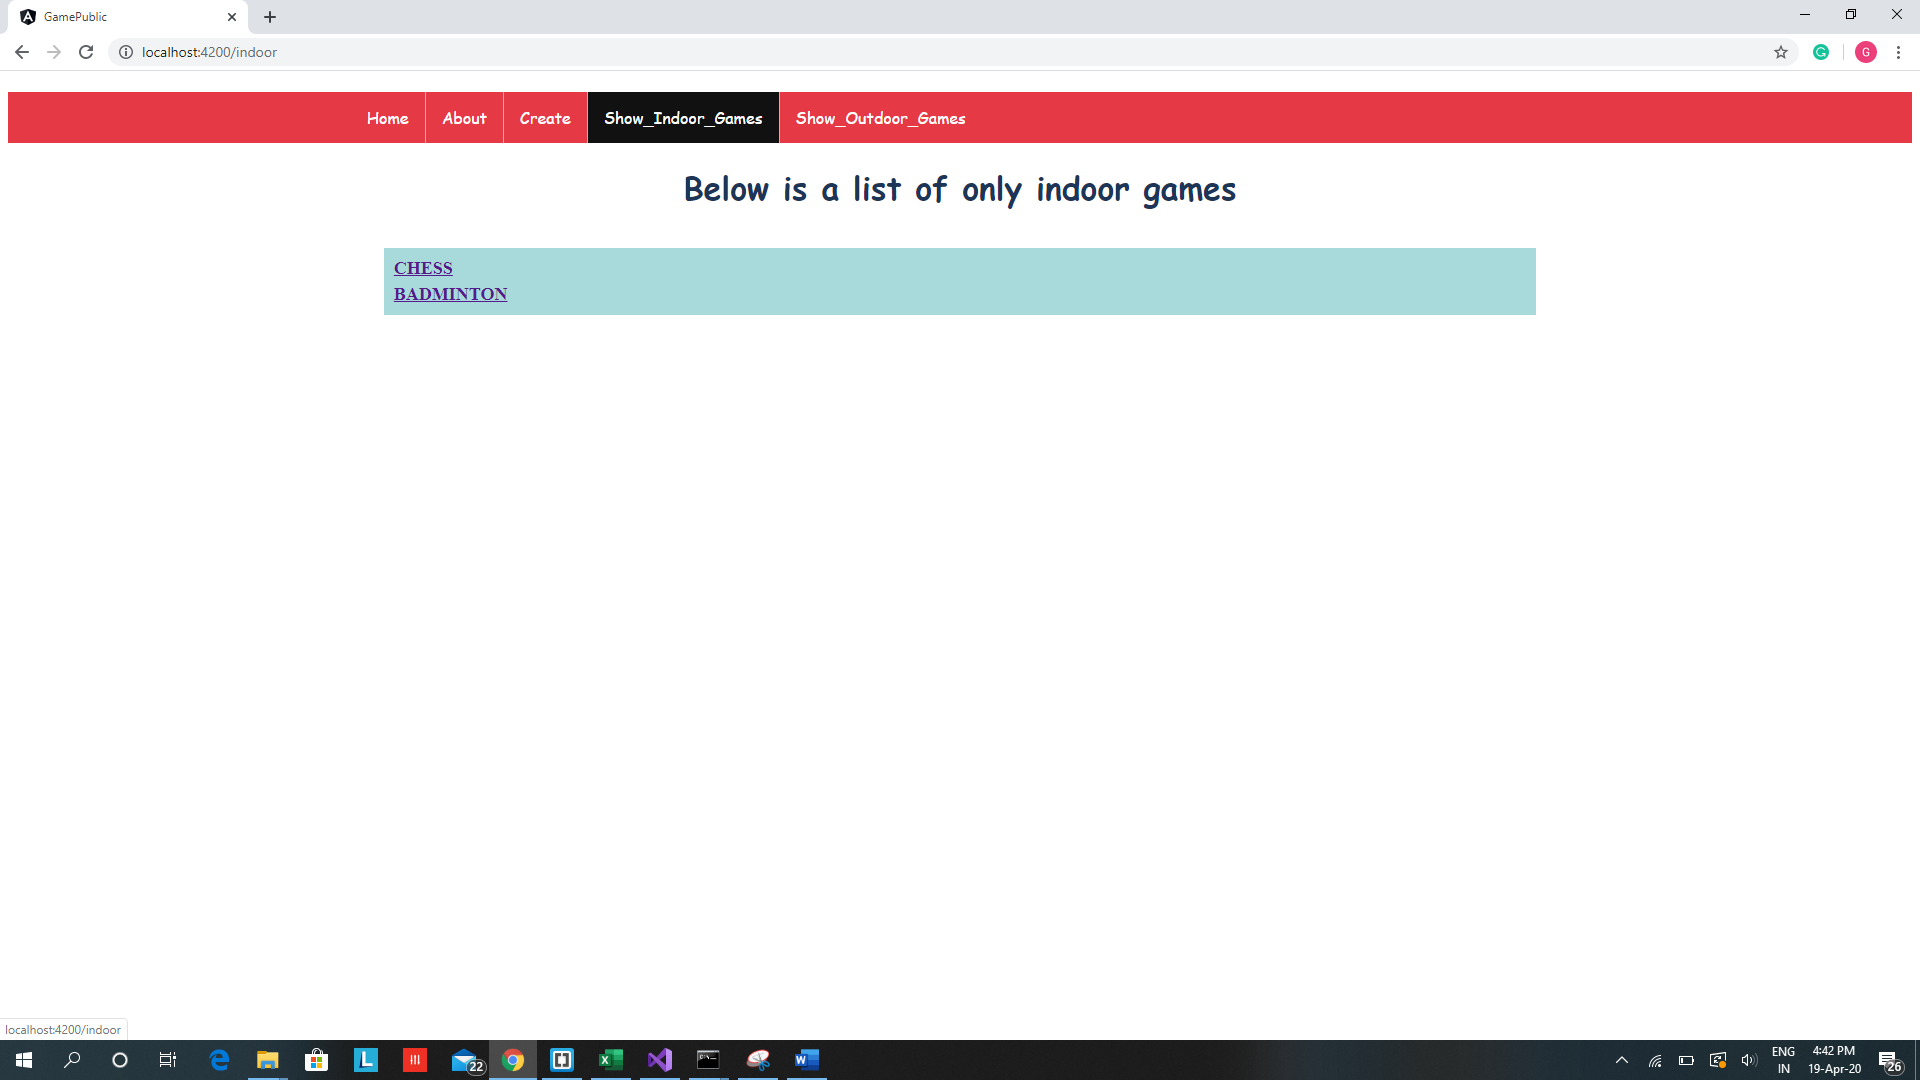 GamePublic
localhost:4200/indoor
G
Home About Create Show_Indoor_Games Show_Outdoor_Games
Below is a list of only indoor games
CHESS
BADMINTON
localhost:4200/indoor
22
ENG
IN
4:42 PM
19-Apr-20
26